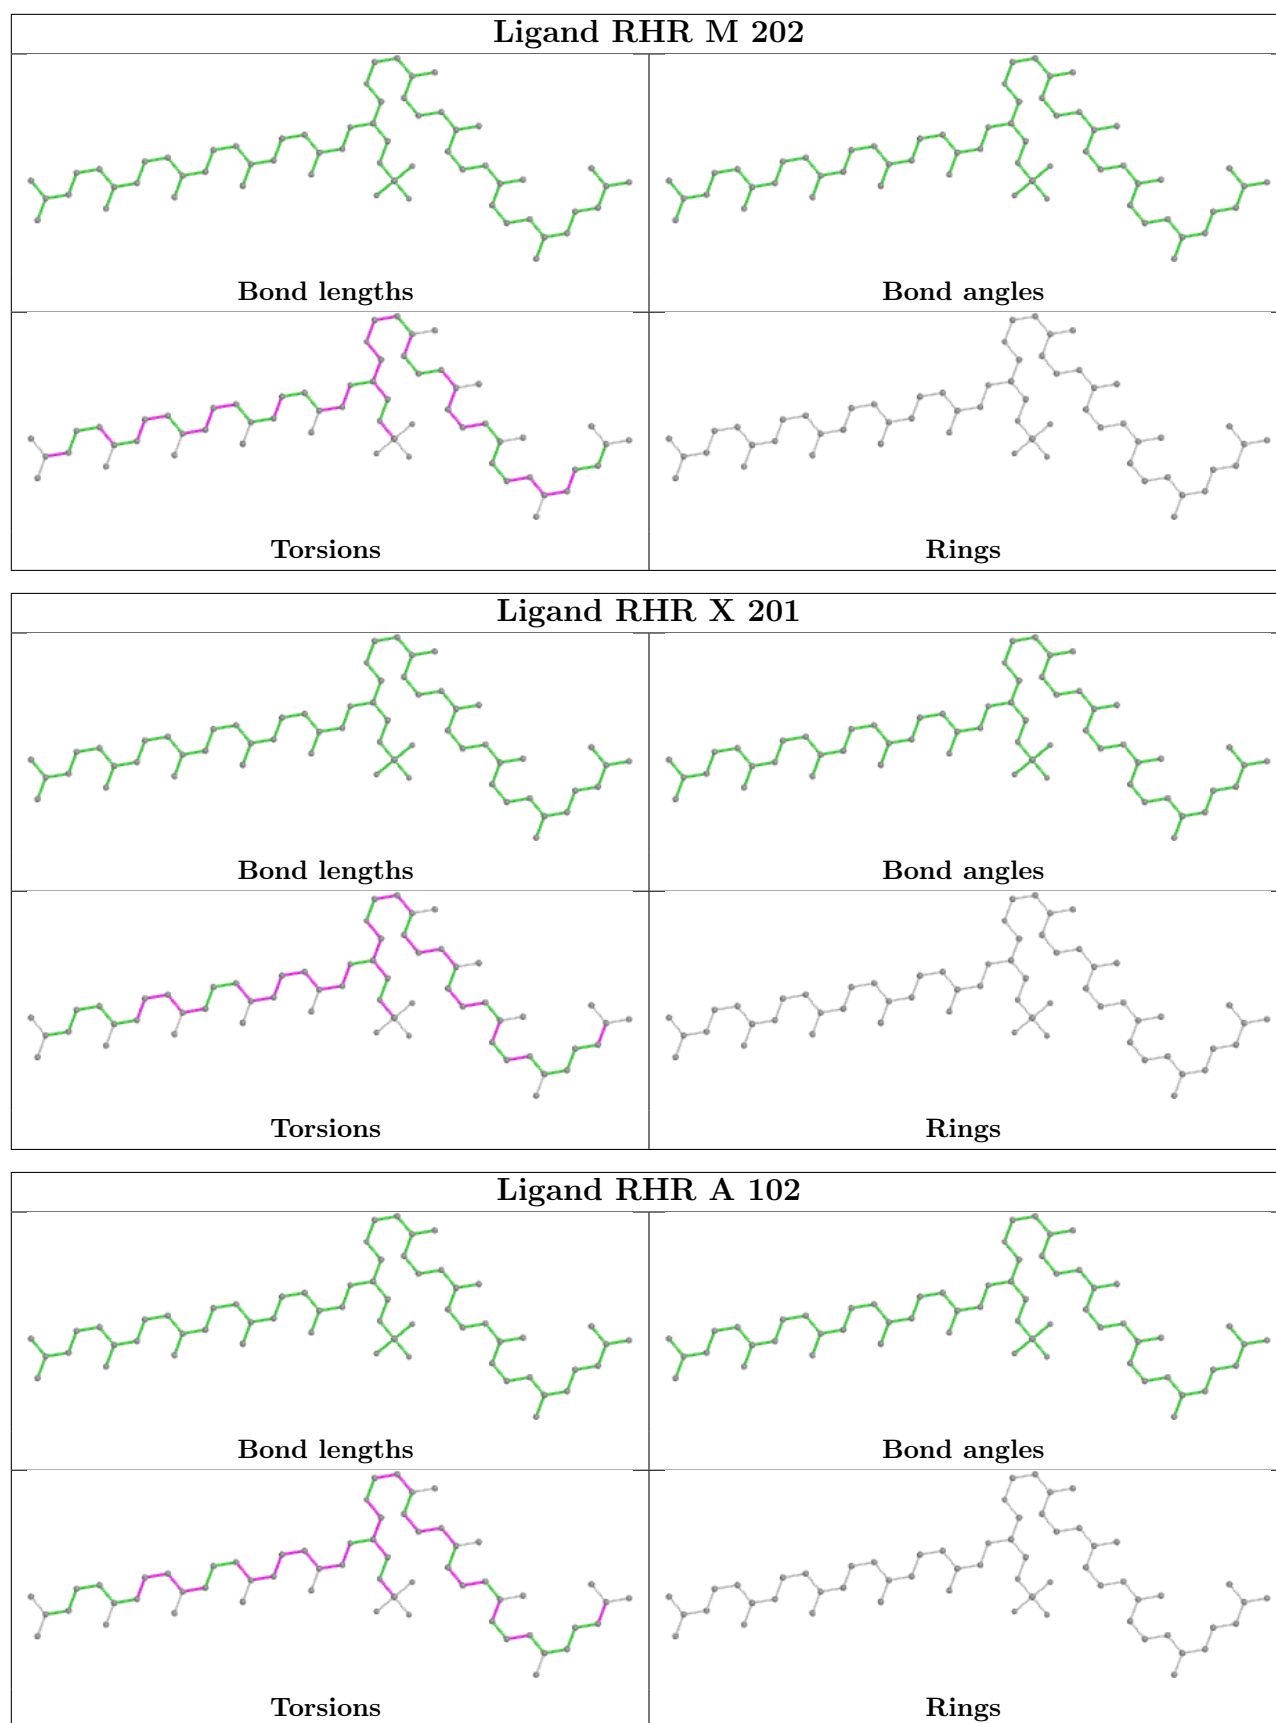 Ligand RHR M 202
Bond lengths
Bond angles
Torsions
Rings
Ligand RHR X 201
Bond lengths
Bond angles
Torsions
Rings
Ligand RHR A 102
Bond lengths
Bond angles
Torsions
Rings